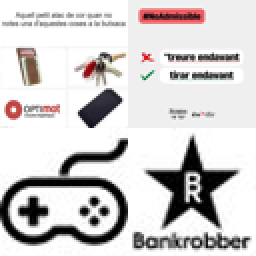 Aquell petit atac de cor quan no
notes una d'aquestes coses a la butxaca
OPTIMOT
#NoAdmissible
*treure endavant
tirar endavant
BR
Bankrobber